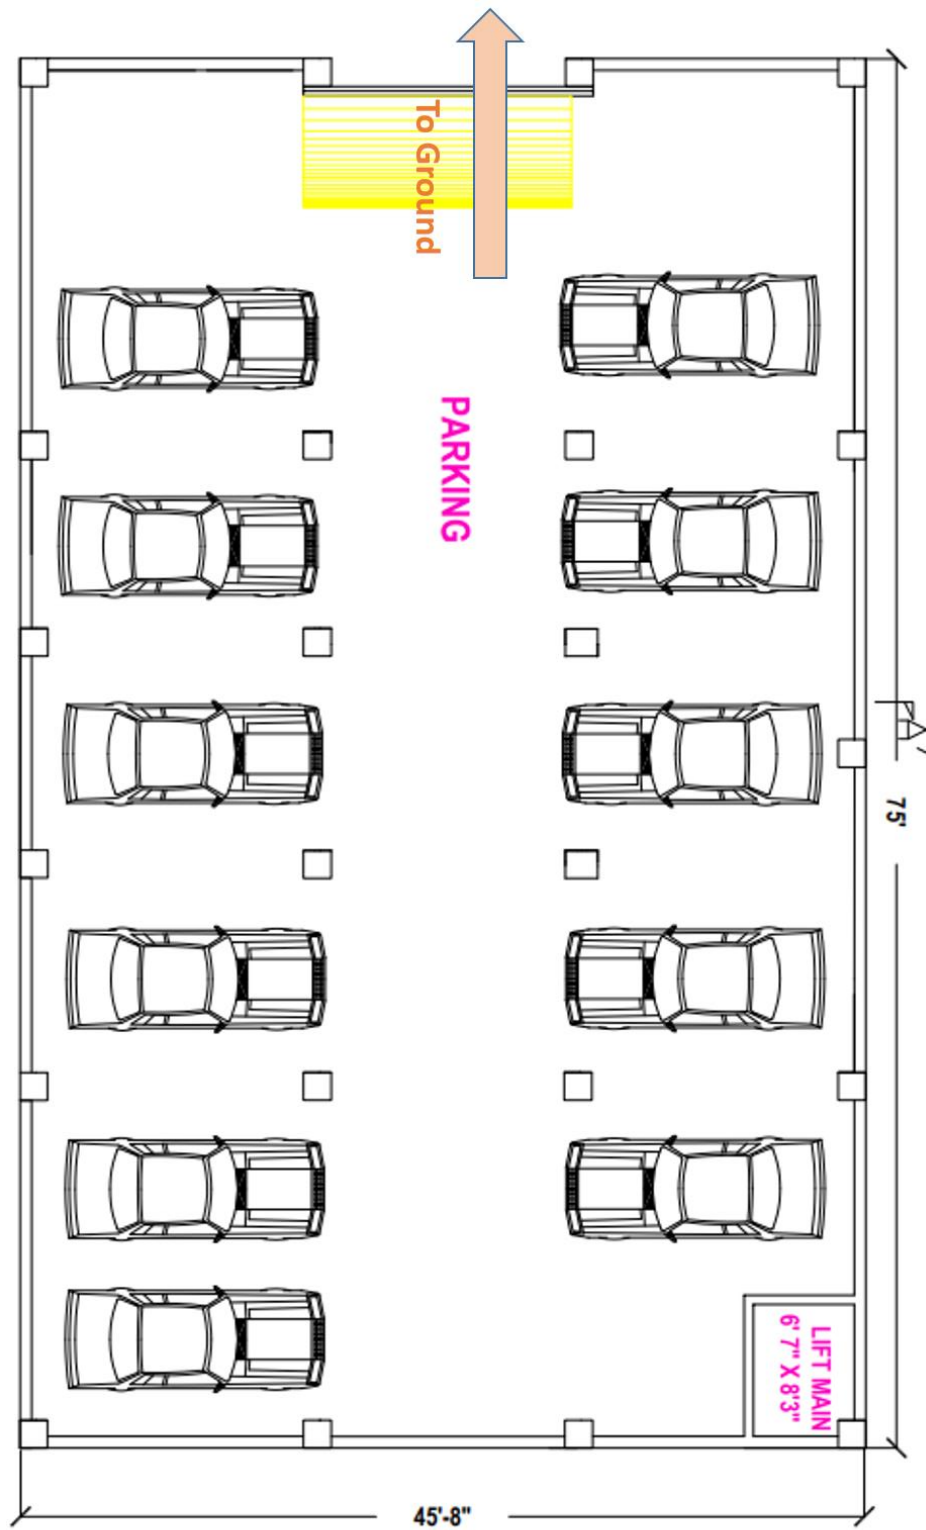 To Ground
PARKING
75'
LIFT MAIN
6' 7" X 8'3"
45'-8"